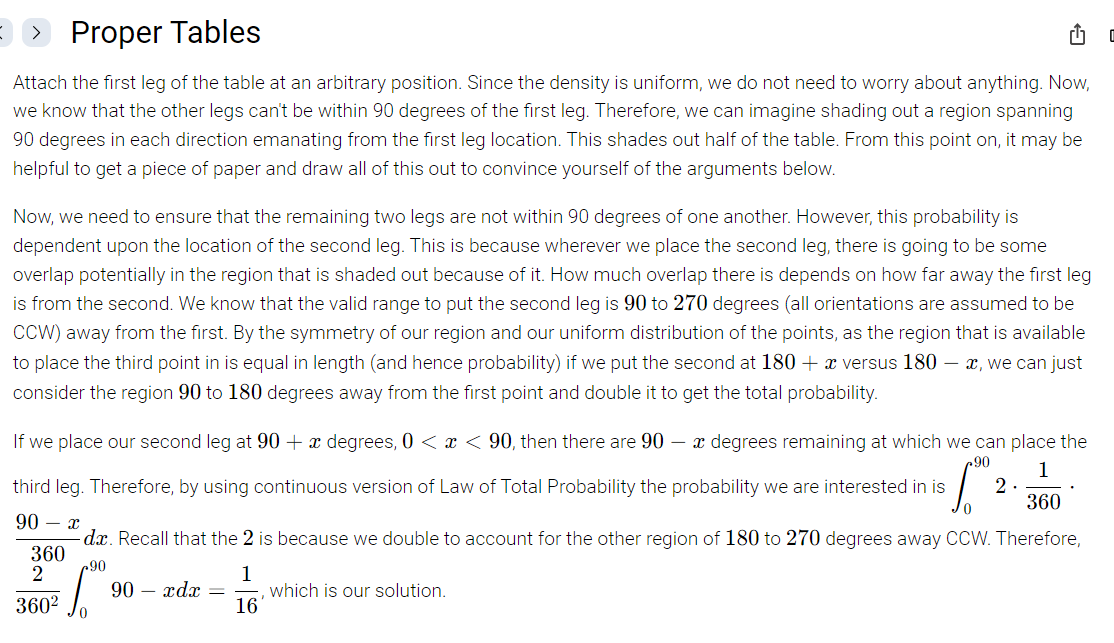 Proper Tables
Attach the first leg of the table at an arbitrary position. Since the density is uniform, we do not need to worry about anything. Now,
we know that the other legs can't be within 90 degrees of the first leg. Therefore, we can imagine shading out a region spanning
90 degrees in each direction emanating from the first leg location. This shades out half of the table. From this point on, it may be
helpful to get a piece of paper and draw all of this out to convince yourself of the arguments below.
Now, we need to ensure that the remaining two legs are not within 90 degrees of one another. However, this probability is
dependent upon the location of the second leg. This is because wherever we place the second leg, there is going to be some
overlap potentially in the region that is shaded out because of it. How much overlap there is depends on how far away the first leg
is from the second. We know that the valid range to put the second leg is 90 to 270 degrees (all orientations are assumed to be
CCW) away from the first. By the symmetry of our region and our uniform distribution of the points, as the region that is available
to place the third point in is equal in length (and hence probability) if we put the second at 180 + x versus 180 − x, we can just
consider the region 90 to 180 degrees away from the first point and double it to get the total probability.
If we place our second leg at 90 + x degrees, 0 < x < 90, then there are 90 − x degrees remaining at which we can place the
third leg. Therefore, by using continuous version of Law of Total Probability the probability we are interested in is ∫₀⁹⁰ 2 · 1/360 ·
(90 − x)/360 dx. Recall that the 2 is because we double to account for the other region of 180 to 270 degrees away CCW. Therefore,
2/360² ∫₀⁹⁰ 90 − xdx = 1/16, which is our solution.